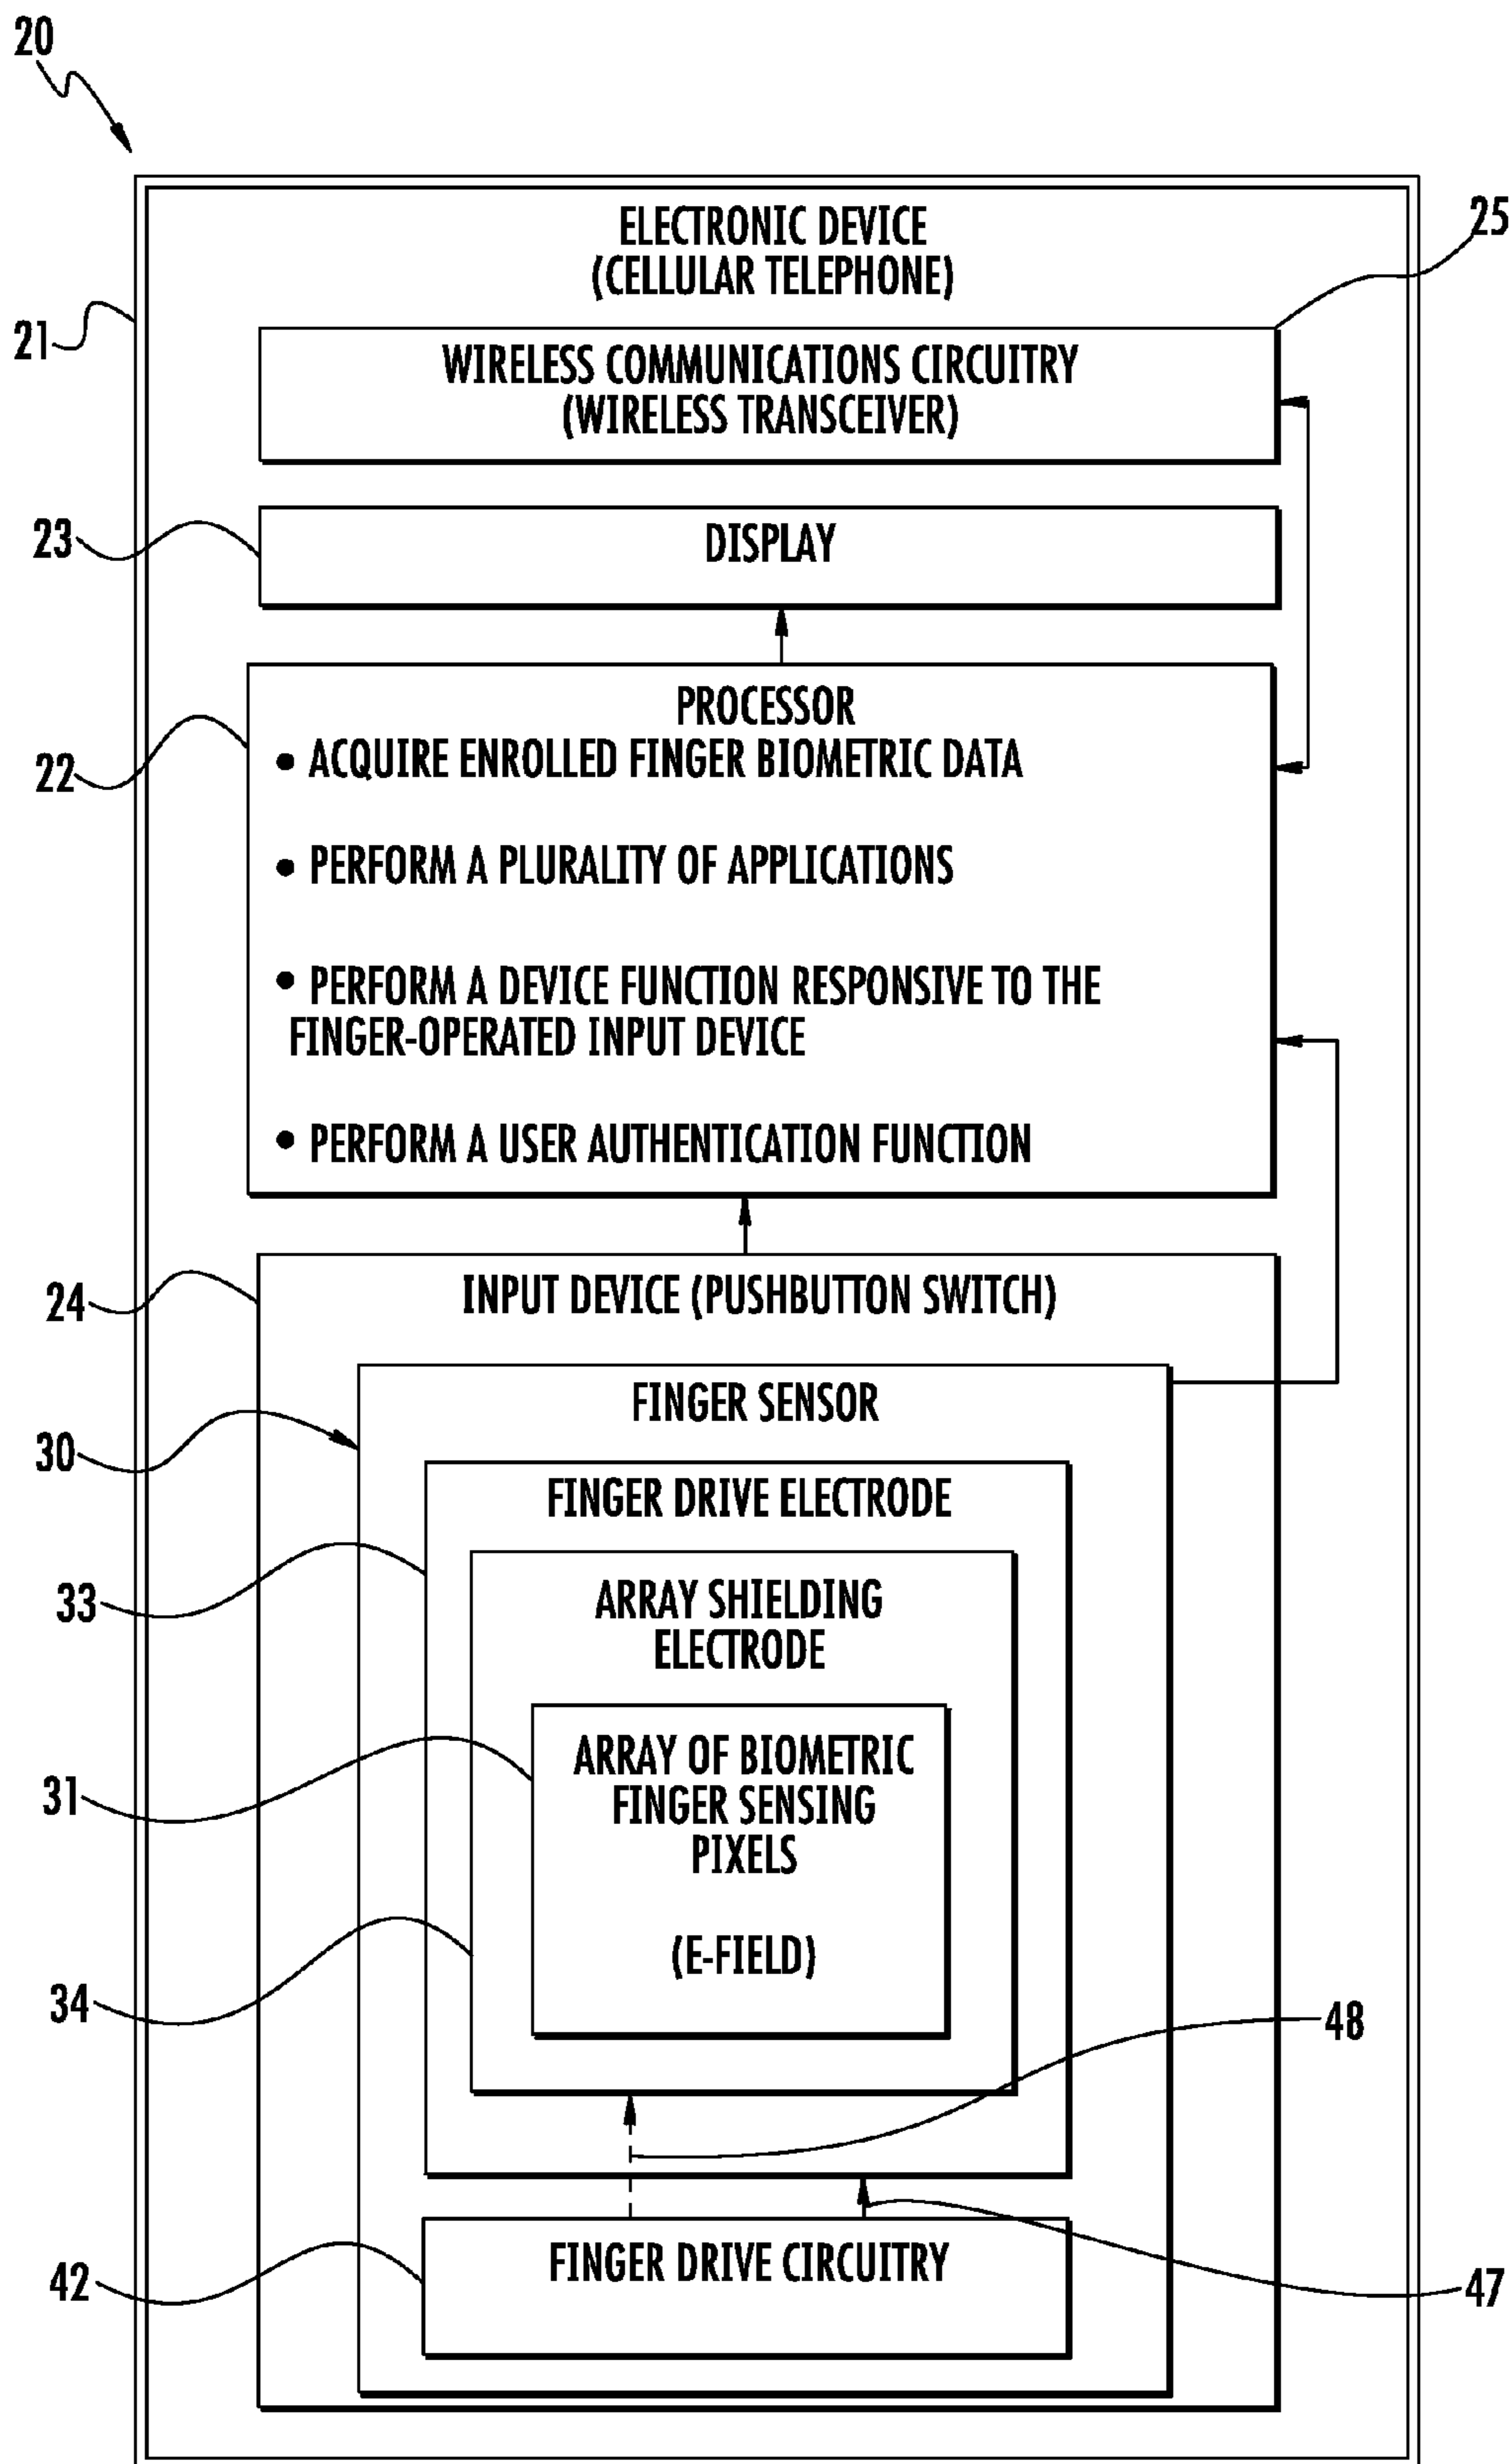 20
ELECTRONIC DEVICE
(CELLULAR TELEPHONE)
25
21
WIRELESS COMMUNICATIONS CIRCUITRY
(WIRELESS TRANSCEIVER)
23
DISPLAY
PROCESSOR
22
• ACQUIRE ENROLLED FINGER BIOMETRIC DATA
• PERFORM A PLURALITY OF APPLICATIONS
• PERFORM A DEVICE FUNCTION RESPONSIVE TO THE
FINGER-OPERATED INPUT DEVICE
• PERFORM A USER AUTHENTICATION FUNCTION
24
INPUT DEVICE (PUSHBUTTON SWITCH)
FINGER SENSOR
30
FINGER DRIVE ELECTRODE
33
ARRAY SHIELDING
ELECTRODE
31
ARRAY OF BIOMETRIC
FINGER SENSING
PIXELS
(E-FIELD)
34
48
42
FINGER DRIVE CIRCUITRY
47